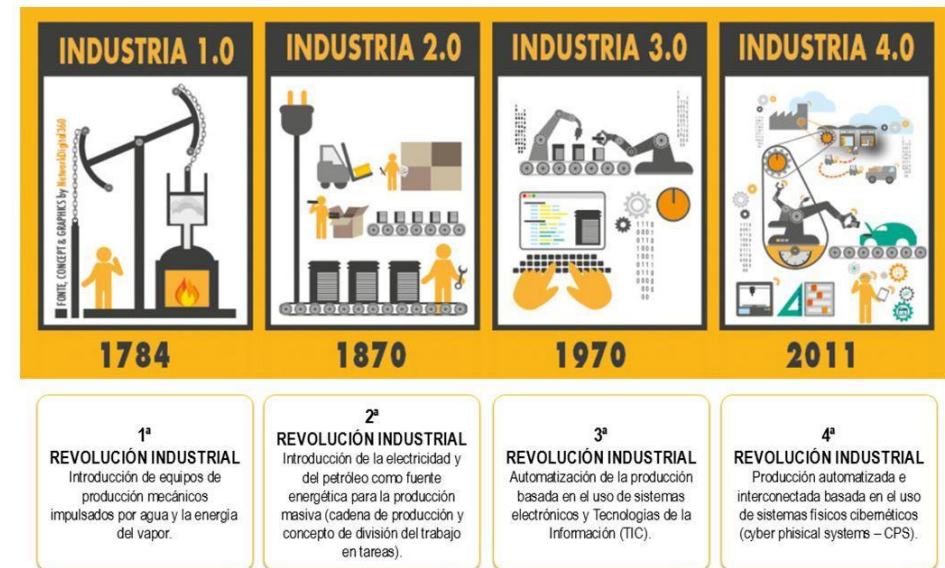 INDUSTRIA 1.0
INDUSTRIA 2.0
INDUSTRIA 3.0
INDUSTRIA 4.0
FONTE, CONCEPT & GRAPHICS by NetworkDigital360
1784
1870
1970
2011
1ª
REVOLUCIÓN INDUSTRIAL
Introducción de equipos de
producción mecánicos
impulsados por agua y la energía
del vapor.
2ª
REVOLUCIÓN INDUSTRIAL
Introducción de la electricidad y
del petróleo como fuente
energética para la producción
masiva (cadena de producción y
concepto de división del trabajo
en tareas).
3ª
REVOLUCIÓN INDUSTRIAL
Automatización de la producción
basada en el uso de sistemas
electrónicos y Tecnologías de la
Información (TIC).
4ª
REVOLUCIÓN INDUSTRIAL
Producción automatizada e
interconectada basada en el uso
de sistemas físicos cibernéticos
(cyber phisical systems – CPS).